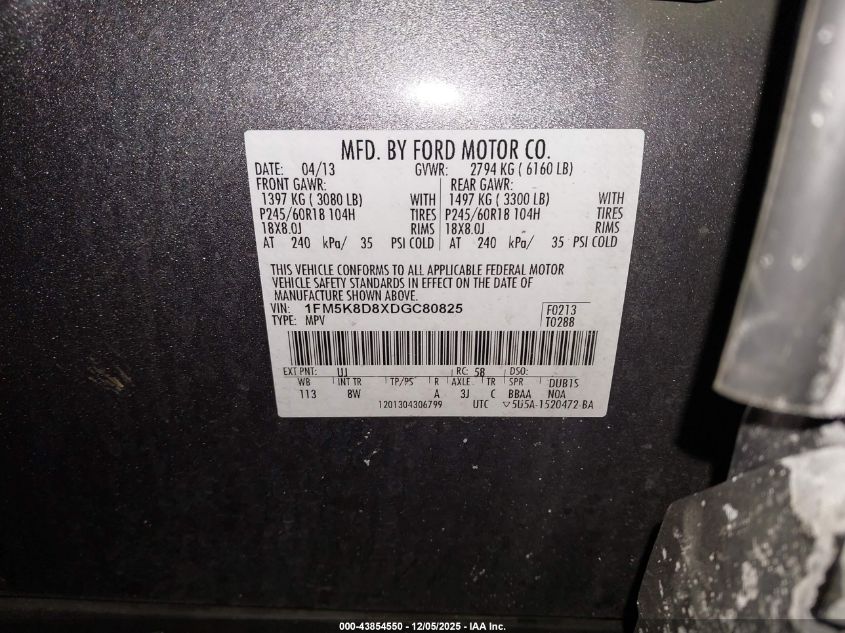 MFD. BY FORD MOTOR CO.
DATE: 04/13 GVWR: 2794 KG ( 6160 LB)
FRONT GAWR: REAR GAWR:
1397 KG ( 3080 LB) WITH 1497 KG ( 3300 LB) WITH
P245/60R18 104H TIRES P245/60R18 104H TIRES
18X8.0J RIMS 18X8.0J RIMS
AT 240 kPa/ 35 PSI COLD AT 240 kPa/ 35 PSI COLD
THIS VEHICLE CONFORMS TO ALL APPLICABLE FEDERAL MOTOR
VEHICLE SAFETY STANDARDS IN EFFECT ON THE DATE OF
MANUFACTURE SHOWN ABOVE.
VIN: 1FM5K8D8XDGC80825 F0213
TYPE: MPV T0288
EXT PNT: UJ RC: 58 DSO:
WB INT TR TP/PS R AXLE TR SPR DUBTS
113 8W A 3J C BBAA NOA
1201304306799 UTC 5U5A-1520472-BA
000-43854550 - 12/05/2025 - IAA Inc.